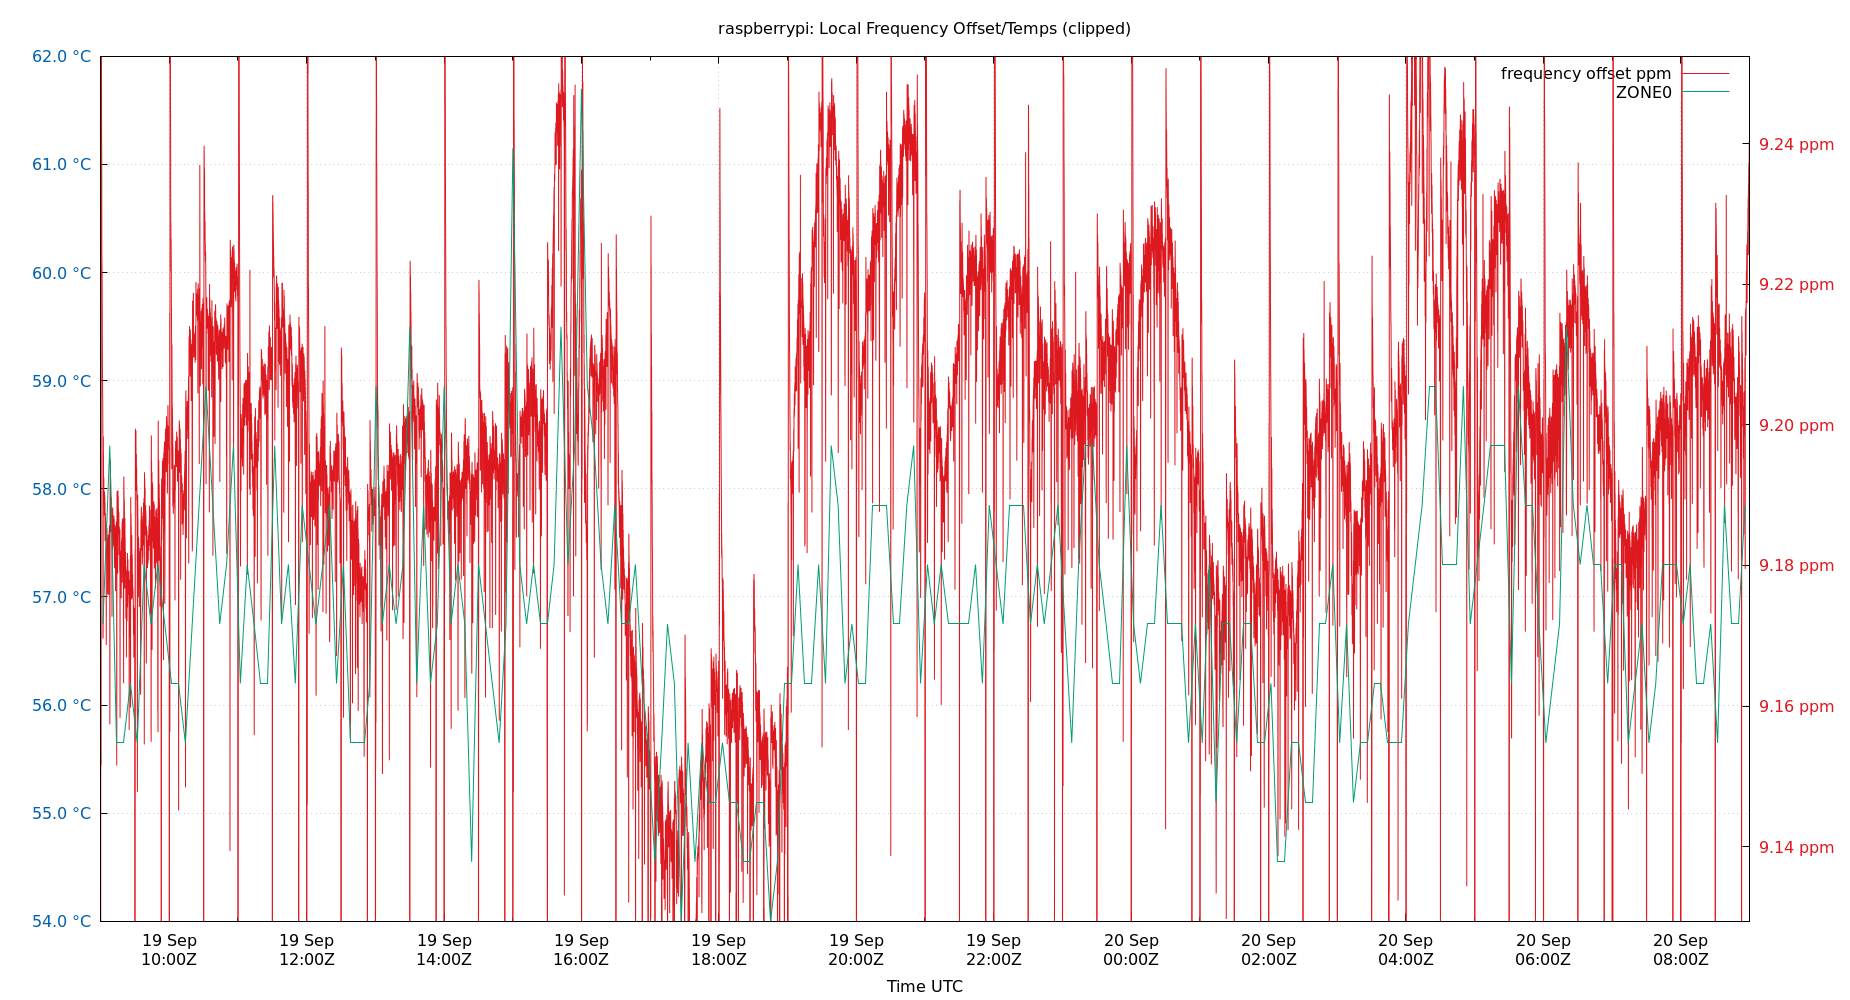 raspberrypi: Local Frequency Offset/Temps (clipped)
62.0 °C
61.0 °C
60.0 °C
59.0 °C
58.0 °C
57.0 °C
56.0 °C
55.0 °C
54.0 °C
frequency offset ppm
ZONE0
9.24 ppm
9.22 ppm
9.20 ppm
9.18 ppm
9.16 ppm
9.14 ppm
19 Sep 19 Sep 19 Sep 19 Sep 19 Sep 19 Sep 19 Sep 20 Sep 20 Sep 20 Sep 20 Sep 20 Sep
10:00Z 12:00Z 14:00Z 16:00Z 18:00Z 20:00Z 22:00Z 00:00Z 02:00Z 04:00Z 06:00Z 08:00Z
Time UTC